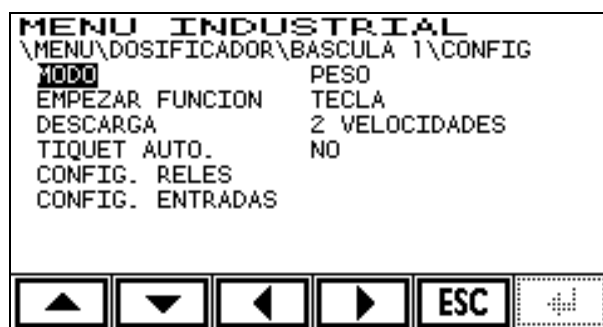 MENU INDUSTRIAL
\MENU\DOSIFICADOR\BASCULA 1\CONFIG
MODO PESO
EMPEZAR FUNCION TECLA
DESCARGA 2 VELOCIDADES
TIQUET AUTO. NO
CONFIG. RELES
CONFIG. ENTRADAS
ESC